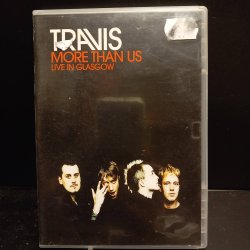 TRAVIS
MORE THAN US
LIVE IN GLASGOW